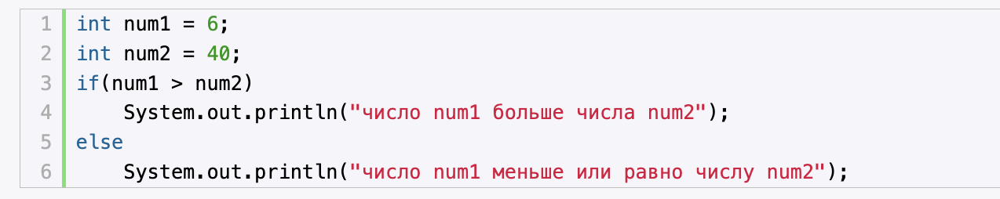 1 int num1 = 6;
2 int num2 = 40;
3 if(num1 > num2)
4     System.out.println("число num1 больше числа num2");
5 else
6     System.out.println("число num1 меньше или равно числу num2");